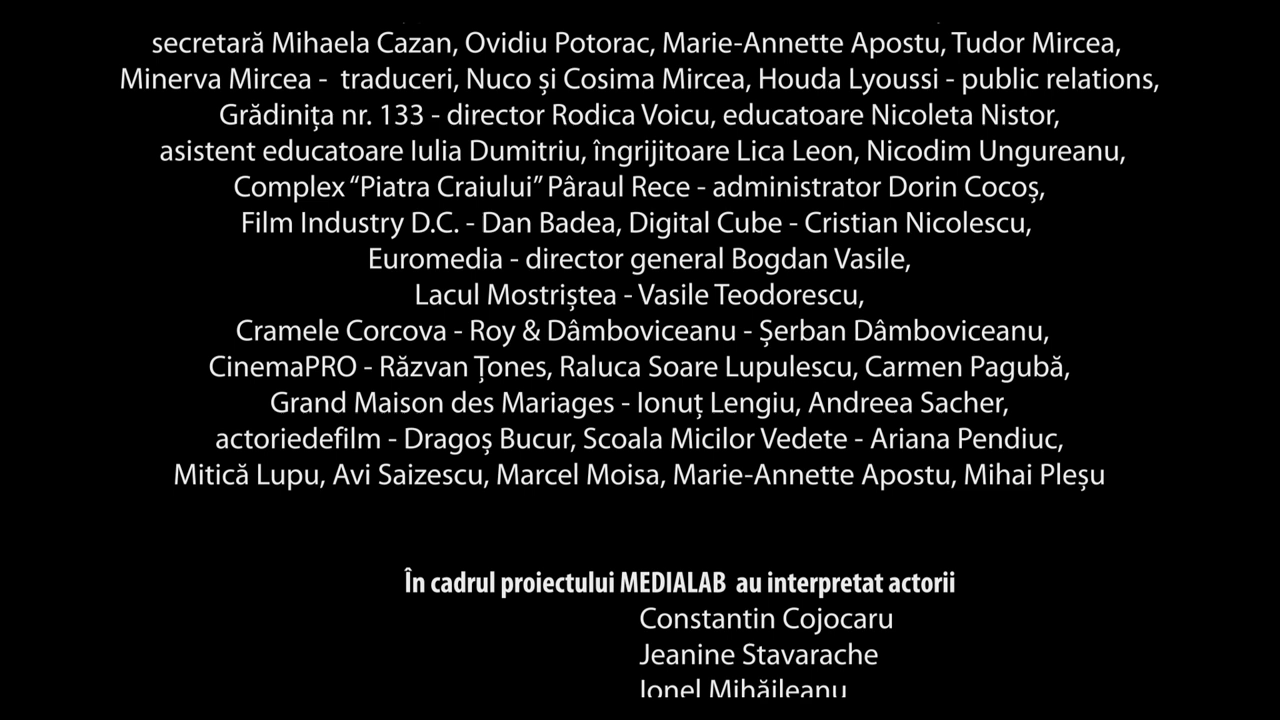 secretară Mihaela Cazan, Ovidiu Potorac, Marie-Annette Apostu, Tudor Mircea,
Minerva Mircea -  traduceri, Nuco și Cosima Mircea, Houda Lyoussi - public relations,
Grădinița nr. 133 - director Rodica Voicu, educatoare Nicoleta Nistor,
asistent educatoare Iulia Dumitriu, îngrijitoare Lica Leon, Nicodim Ungureanu,
Complex “Piatra Craiului” Pâraul Rece - administrator Dorin Cocoș,
Film Industry D.C. - Dan Badea, Digital Cube - Cristian Nicolescu,
Euromedia - director general Bogdan Vasile,
Lacul Mostriștea - Vasile Teodorescu,
Cramele Corcova - Roy & Dâmboviceanu - Șerban Dâmboviceanu,
CinemaPRO - Răzvan Țones, Raluca Soare Lupulescu, Carmen Pagubă,
Grand Maison des Mariages - Ionuț Lengiu, Andreea Sacher,
actoriedefilm - Dragoș Bucur, Scoala Micilor Vedete - Ariana Pendiuc,
Mitică Lupu, Avi Saizescu, Marcel Moisa, Marie-Annette Apostu, Mihai Pleșu
În cadrul proiectului MEDIALAB  au interpretat actorii
Constantin Cojocaru
Jeanine Stavarache
Ionel Mihăileanu